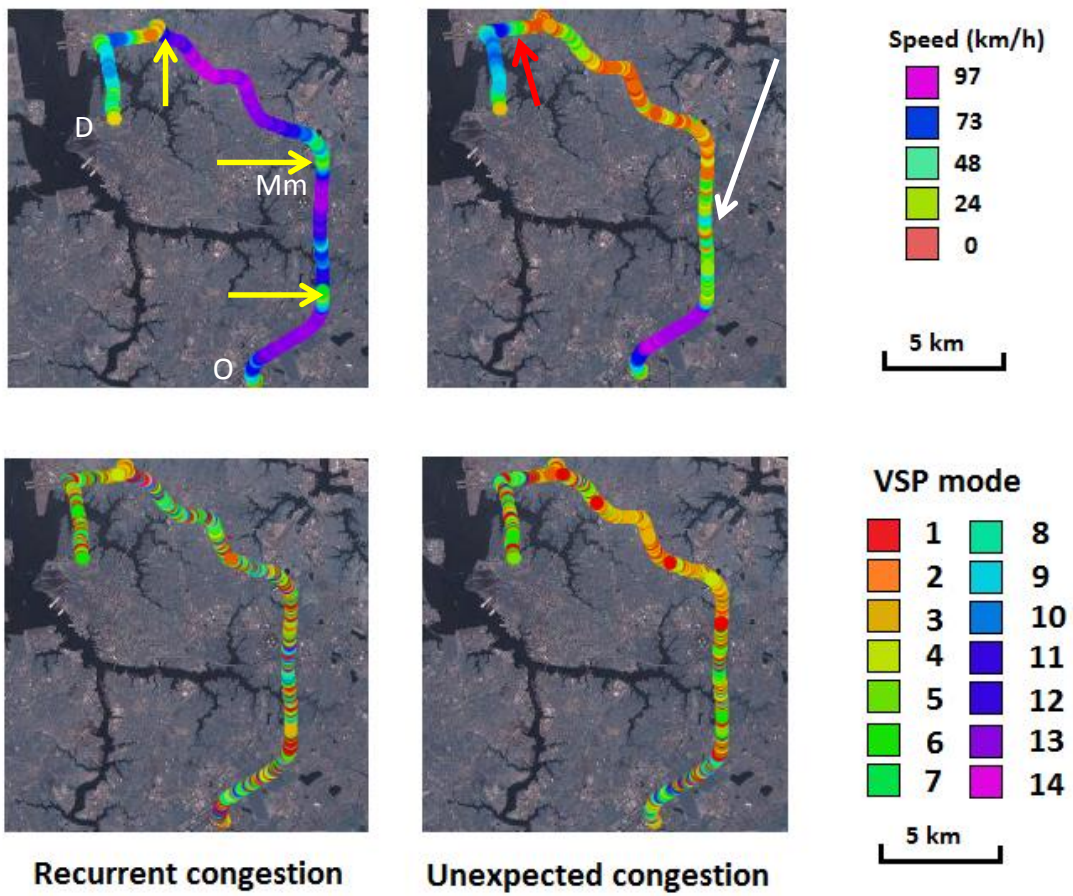 D
Mm
O
Speed (km/h)
97
73
48
24
0
5 km
VSP mode
1 8
2 9
3 10
4 11
5 12
6 13
7 14
5 km
Recurrent congestion Unexpected congestion